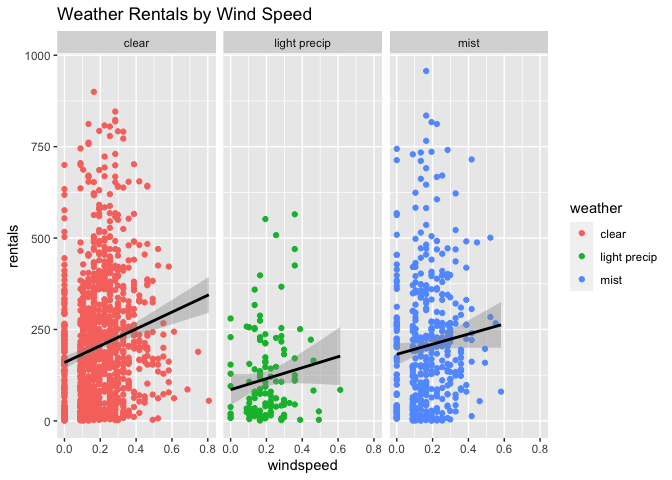 Weather Rentals by Wind Speed
clear
light precip
mist
1000
750
500
250
0
rentals
0.0 0.2 0.4 0.6 0.8
0.0 0.2 0.4 0.6 0.8
0.0 0.2 0.4 0.6 0.8
windspeed
weather
clear
light precip
mist